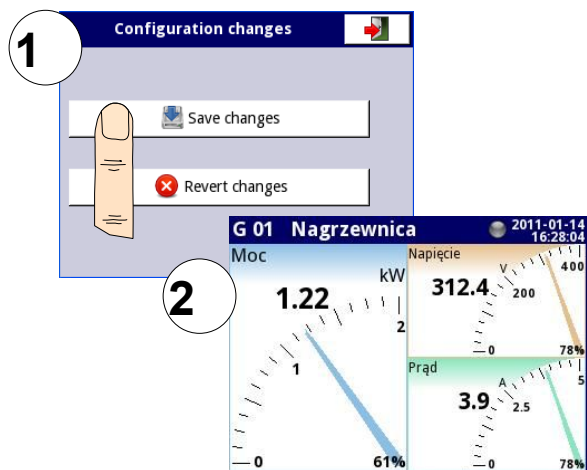 1
Configuration changes
Save changes
Revert changes
2
G 01 Nagrzewnica
2011-01-14
16:28:04
Moc
kW
1.22
2
1
0
61%
Napięcie
V
400
312.4
200
0
78%
Prąd
A
5
3.9
2.5
0
78%